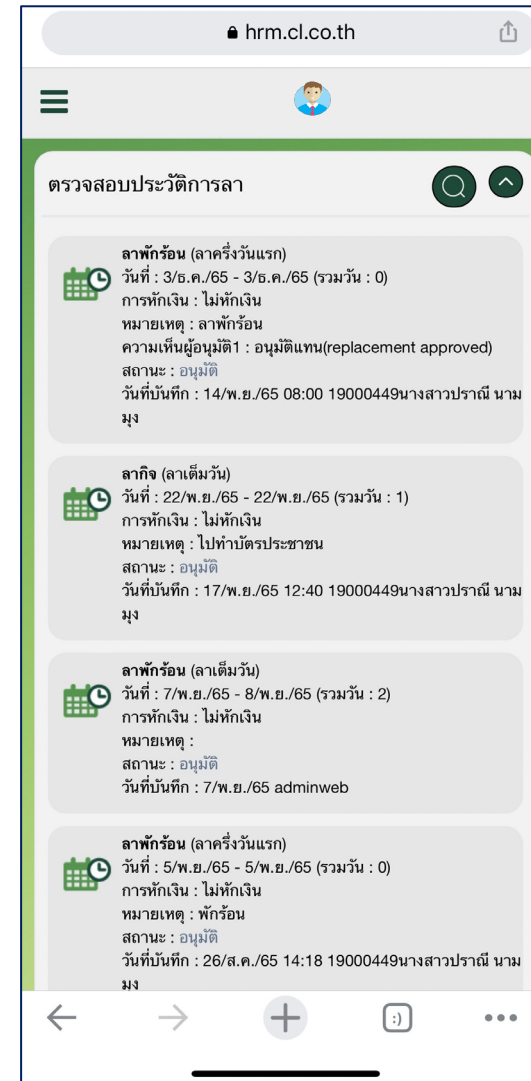 hrm.cl.co.th
ตรวจสอบประวัติการลา
ลาพักร้อน (ลาครึ่งวันแรก)
วันที่ : 3/ธ.ค./65 - 3/ธ.ค./65 (รวมวัน : 0)
การหักเงิน : ไม่หักเงิน
หมายเหตุ : ลาพักร้อน
ความเห็นผู้อนุมัติ1 : อนุมัติแทน(replacement approved)
สถานะ : อนุมัติ
วันที่บันทึก : 14/พ.ย./65 08:00 19000449นางสาวปราณี นาม
มุง
ลากิจ (ลาเต็มวัน)
วันที่ : 22/พ.ย./65 - 22/พ.ย./65 (รวมวัน : 1)
การหักเงิน : ไม่หักเงิน
หมายเหตุ : ไปทำบัตรประชาชน
สถานะ : อนุมัติ
วันที่บันทึก : 17/พ.ย./65 12:40 19000449นางสาวปราณี นาม
มุง
ลาพักร้อน (ลาเต็มวัน)
วันที่ : 7/พ.ย./65 - 8/พ.ย./65 (รวมวัน : 2)
การหักเงิน : ไม่หักเงิน
หมายเหตุ :
สถานะ : อนุมัติ
วันที่บันทึก : 7/พ.ย./65 adminweb
ลาพักร้อน (ลาครึ่งวันแรก)
วันที่ : 5/พ.ย./65 - 5/พ.ย./65 (รวมวัน : 0)
การหักเงิน : ไม่หักเงิน
หมายเหตุ : พักร้อน
สถานะ : อนุมัติ
วันที่บันทึก : 26/ส.ค./65 14:18 19000449นางสาวปราณี นาม
มุง
:)